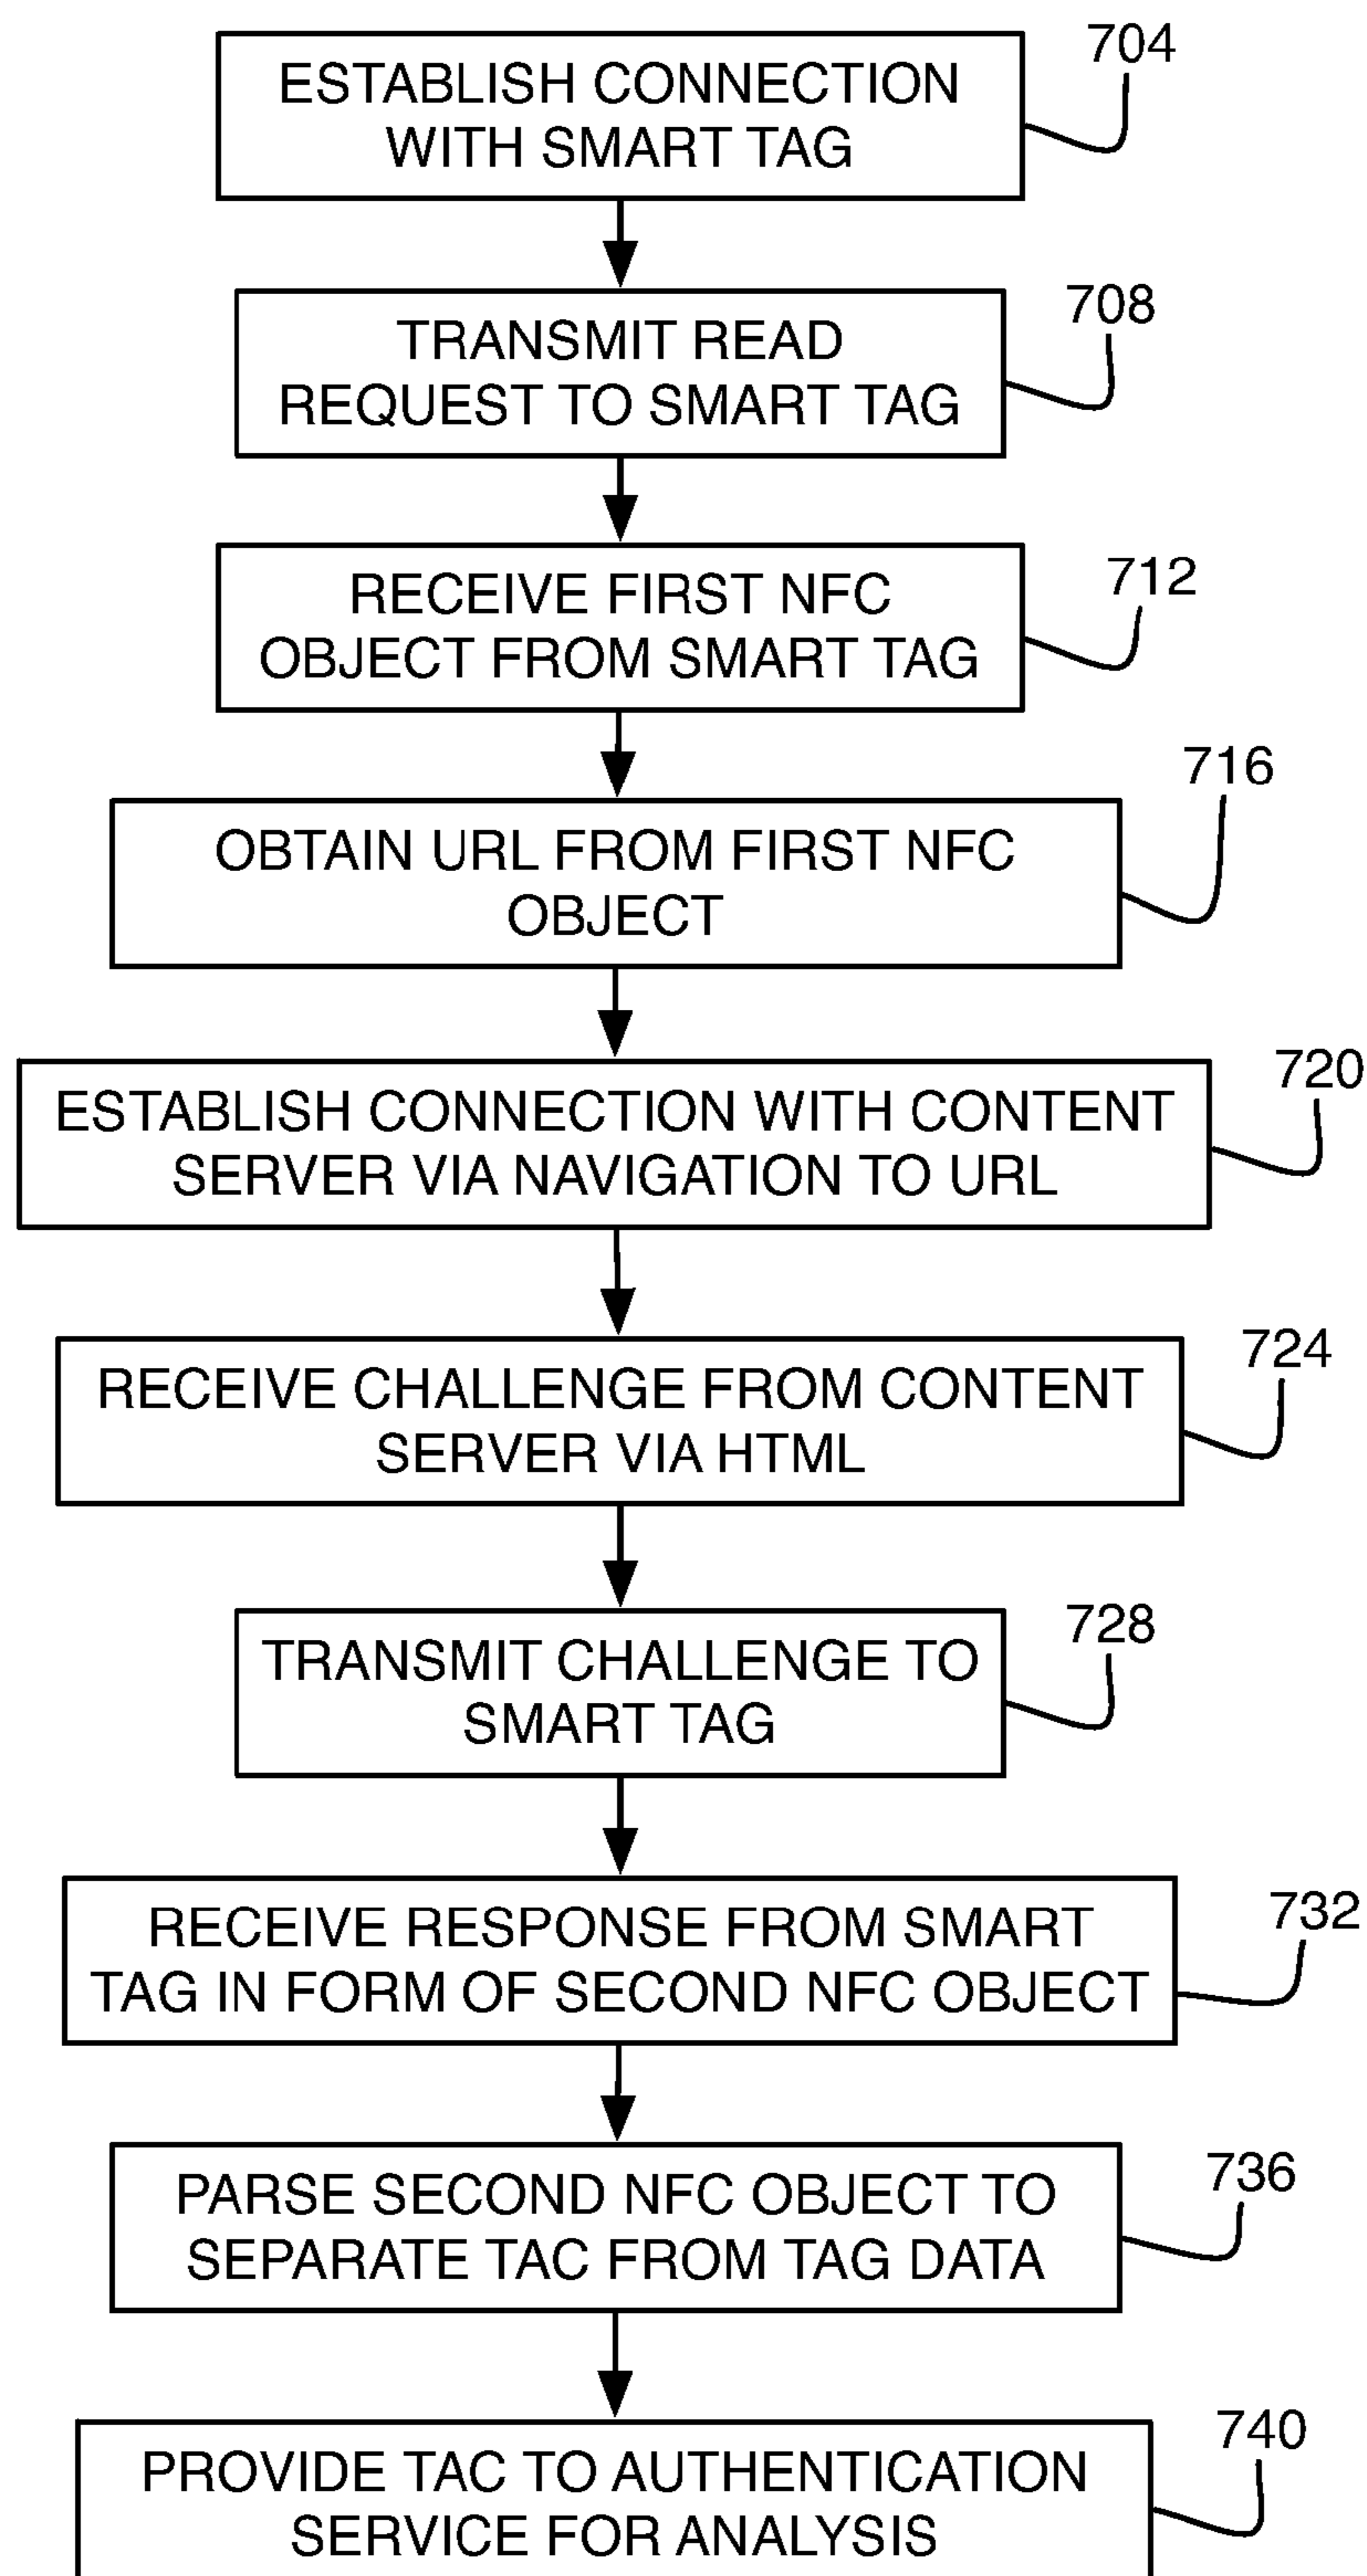 704
ESTABLISH CONNECTION
WITH SMART TAG
708
TRANSMIT READ
REQUEST TO SMART TAG
712
RECEIVE FIRST NFC
OBJECT FROM SMART TAG
716
OBTAIN URL FROM FIRST NFC
OBJECT
720
ESTABLISH CONNECTION WITH CONTENT
SERVER VIA NAVIGATION TO URL
724
RECEIVE CHALLENGE FROM CONTENT
SERVER VIA HTML
728
TRANSMIT CHALLENGE TO
SMART TAG
732
RECEIVE RESPONSE FROM SMART
TAG IN FORM OF SECOND NFC OBJECT
736
PARSE SECOND NFC OBJECT TO
SEPARATE TAC FROM TAG DATA
740
PROVIDE TAC TO AUTHENTICATION
SERVICE FOR ANALYSIS